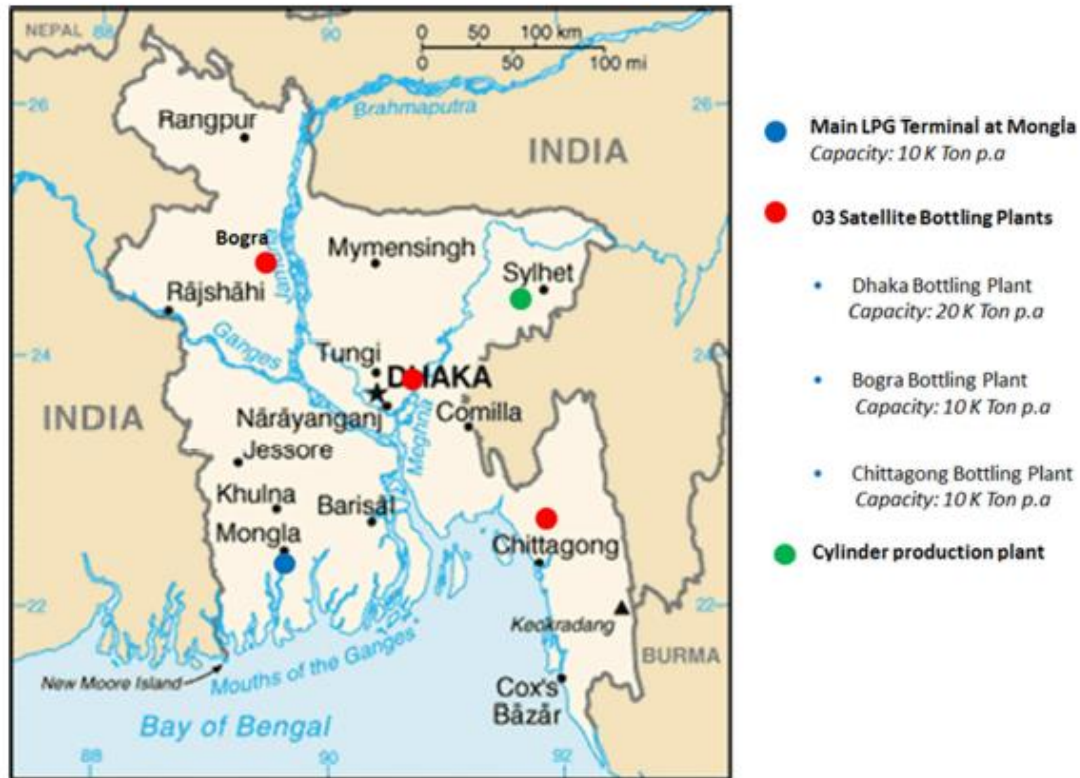 NEPAL
88
90
0 50 100 km
0 50 100 mi
26
26
Brahmaputra
Rangpur
INDIA
Bogra
Jamuna
Mymensingh
Sylhet
Rājshāhi
Ganges
24
24
Tungi
DHAKA
INDIA
Nārāyanganj
Comilla
Meghna
Jessore
Khulna
Barisāl
Mongla
Chittagong
22
22
Keokradang
BURMA
Mouths of the Ganges
New Moore Island
Cox's
Bāzār
Bay of Bengal
88
90
92
Main LPG Terminal at Mongla
Capacity: 10 K Ton p.a
03 Satellite Bottling Plants
• Dhaka Bottling Plant
Capacity: 20 K Ton p.a
• Bogra Bottling Plant
Capacity: 10 K Ton p.a
• Chittagong Bottling Plant
Capacity: 10 K Ton p.a
Cylinder production plant